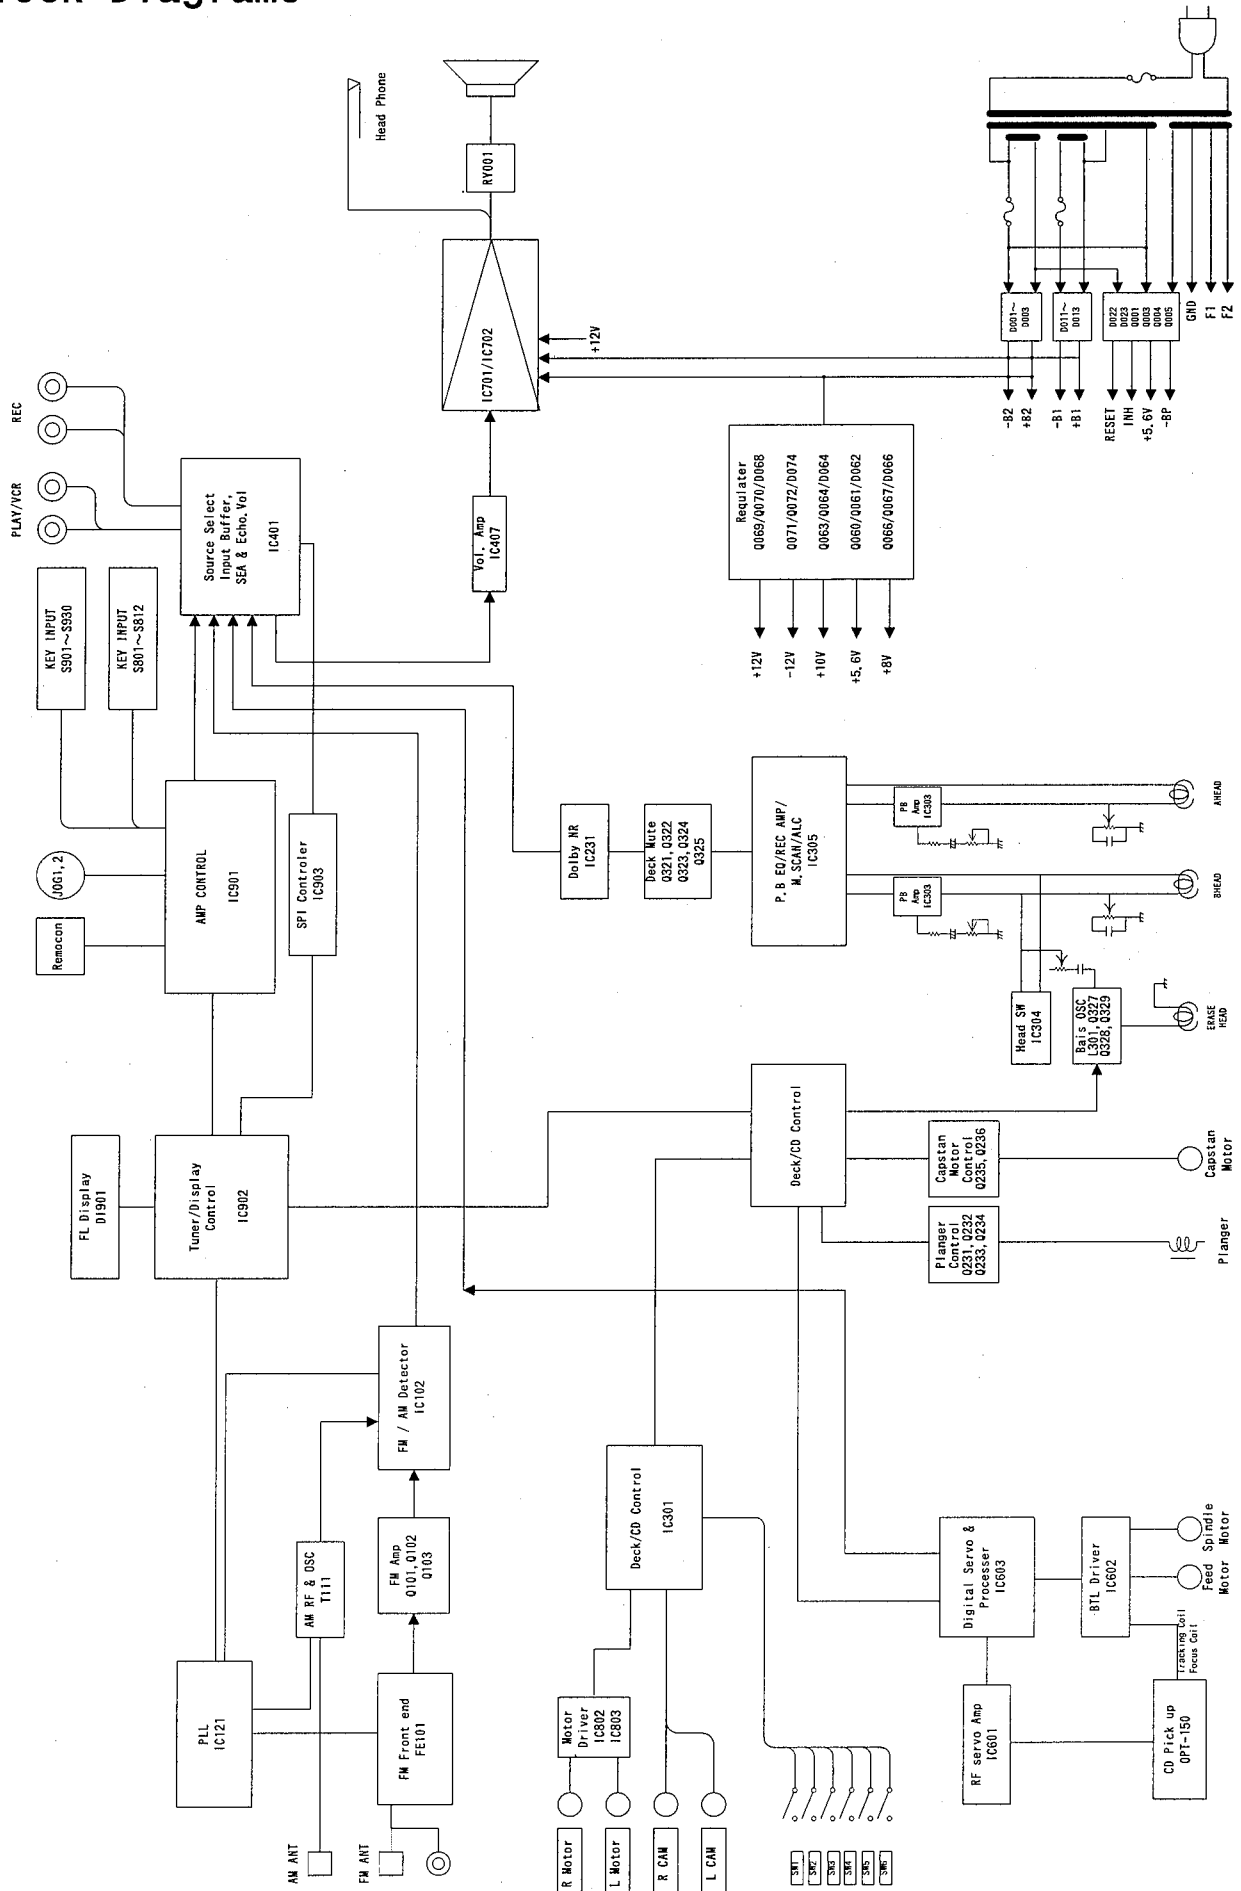 Block Diagrams
AM ANT
FM ANT
PLL
IC121
AM RF & OSC
T111
FM Front end
FE101
FM Amp
Q101,Q102
Q103
FM / AM Detector
IC102
FL Display
DI901
Tuner/Display
Control
IC902
Remocon
JOG1,2
KEY INPUT
S901～S930
KEY INPUT
S801～S812
AMP CONTROL
IC901
SPI Controler
IC903
PLAY/VCR
REC
Source Select
Input Buffer,
SEA & Echo.Vol
IC401
Vol. Amp
IC407
IC701/IC702
+12V
RY001
Head Phone
R Motor
L Motor
R CAM
L CAM
Motor
Driver
IC802
IC803
SW1
SW2
SW3
SW4
SW5
SW6
Deck/CD Control
IC301
Deck/CD Control
Dolby NR
IC231
Deck Mute
Q321,Q322
Q323,Q324
Q325
P.B EQ/REC AMP/
M.SCAN/ALC
IC305
PB
Amp
IC303
PB
Amp
IC303
AHEAD
BHEAD
Head SW
IC304
Bais OSC
L301,Q327
Q328,Q329
ERASE
HEAD
Capstan
Motor
Control
Q235,Q236
Capstan
Motor
Planger
Control
Q231,Q232
Q233,Q234
Planger
Digital Servo &
Processer
IC603
BTL Driver
IC602
Spindle
Motor
Feed
Motor
Tracking Coil
Focus Coil
RF servo Amp
IC601
CD Pick up
OPT-150
Requlater
Q069/Q070/D068
Q071/Q072/D074
Q063/Q064/D064
Q060/Q061/D062
Q066/Q067/D066
+12V
-12V
+10V
+5.6V
+8V
D001～
D003
D011～
D013
D022
D023
Q001
Q003
Q004
Q005
-B2
+B2
-B1
+B1
RESET
INH
+5.6V
-BP
GND
F1
F2